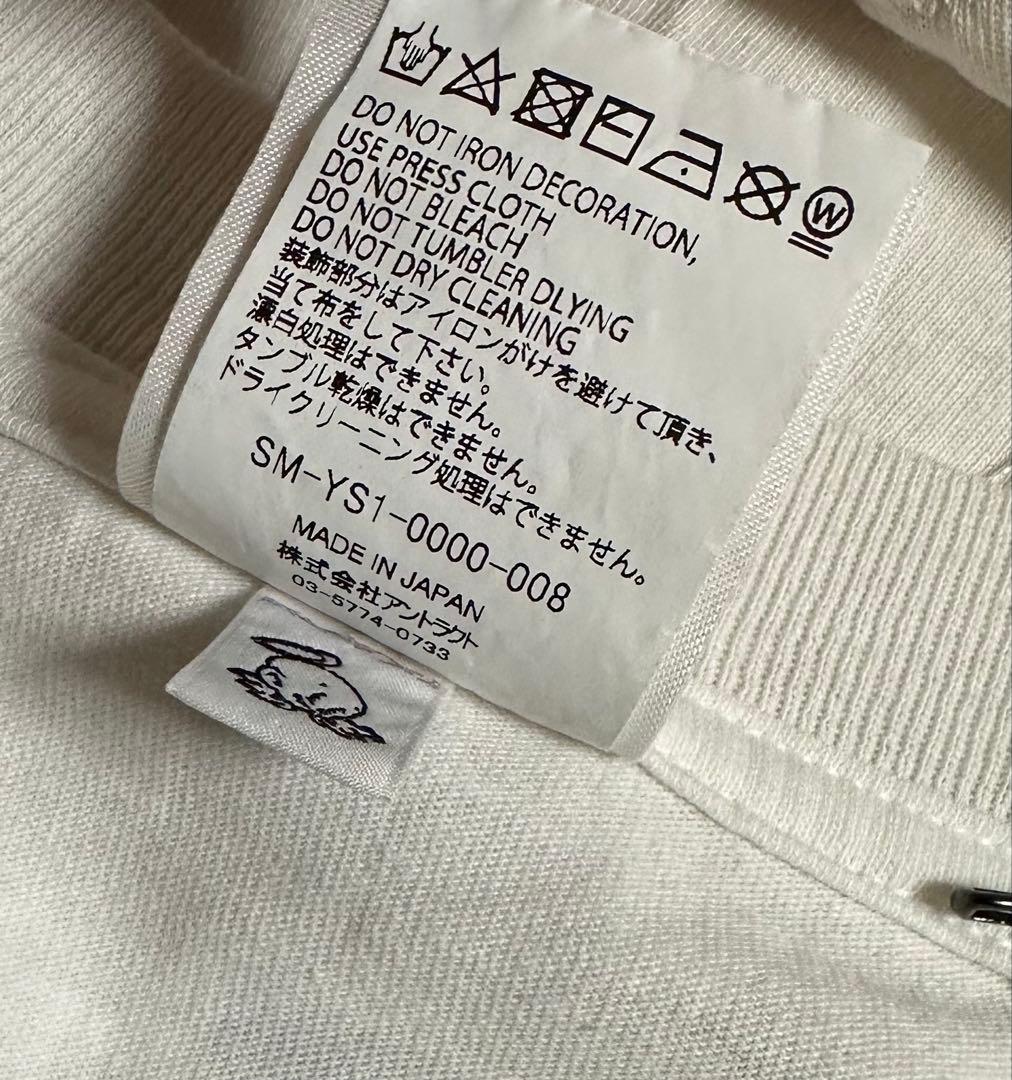 W
DO NOT IRON DECORATION,
USE PRESS CLOTH
DO NOT BLEACH
DO NOT TUMBLER DLYING
DO NOT DRY CLEANING
装飾部分はアイロンがけを避けて頂き、
当て布をして下さい。
漂白処理はできません。
タンブル乾燥はできません。
ドライクリーニング処理はできません。
SM-YS1-0000-008
MADE IN JAPAN
株式会社アントラクト
03-5774-0733